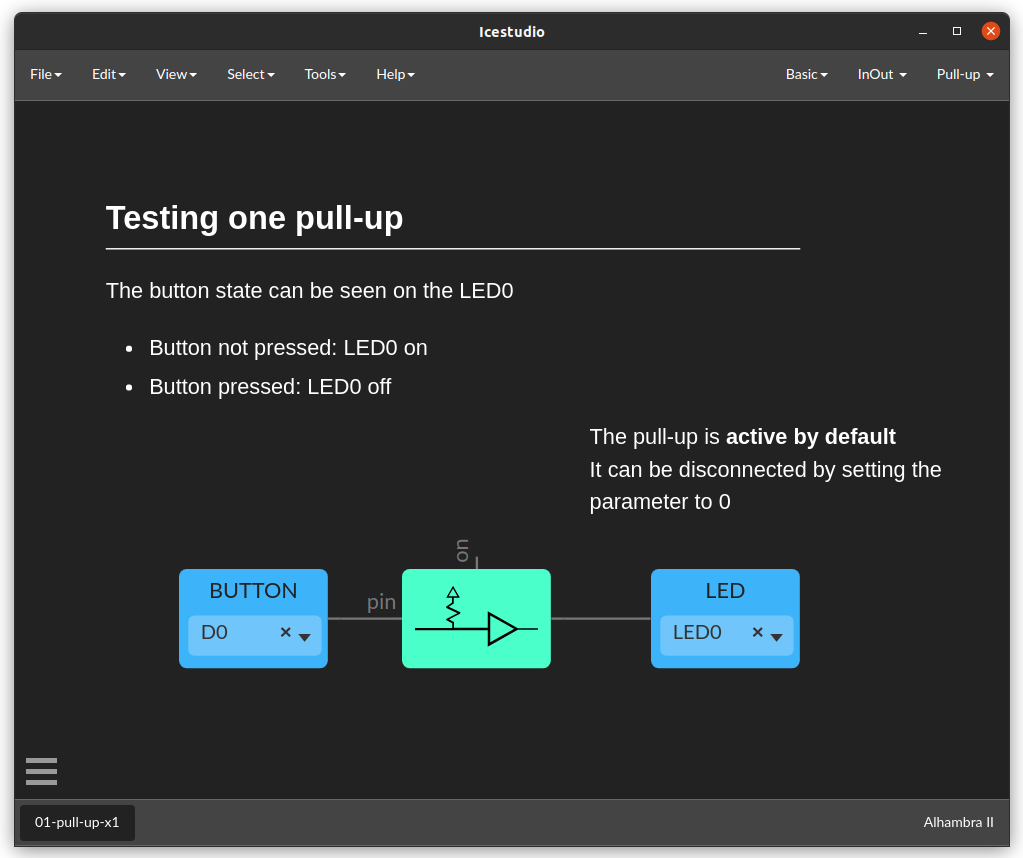 Icestudio
File Edit View Select Tools Help Basic InOut Pull-up
Testing one pull-up
The button state can be seen on the LED0
• Button not pressed: LED0 on
• Button pressed: LED0 off
The pull-up is active by default
It can be disconnected by setting the
parameter to 0
on
BUTTON
D0
pin
LED
LED0
01-pull-up-x1
Alhambra II